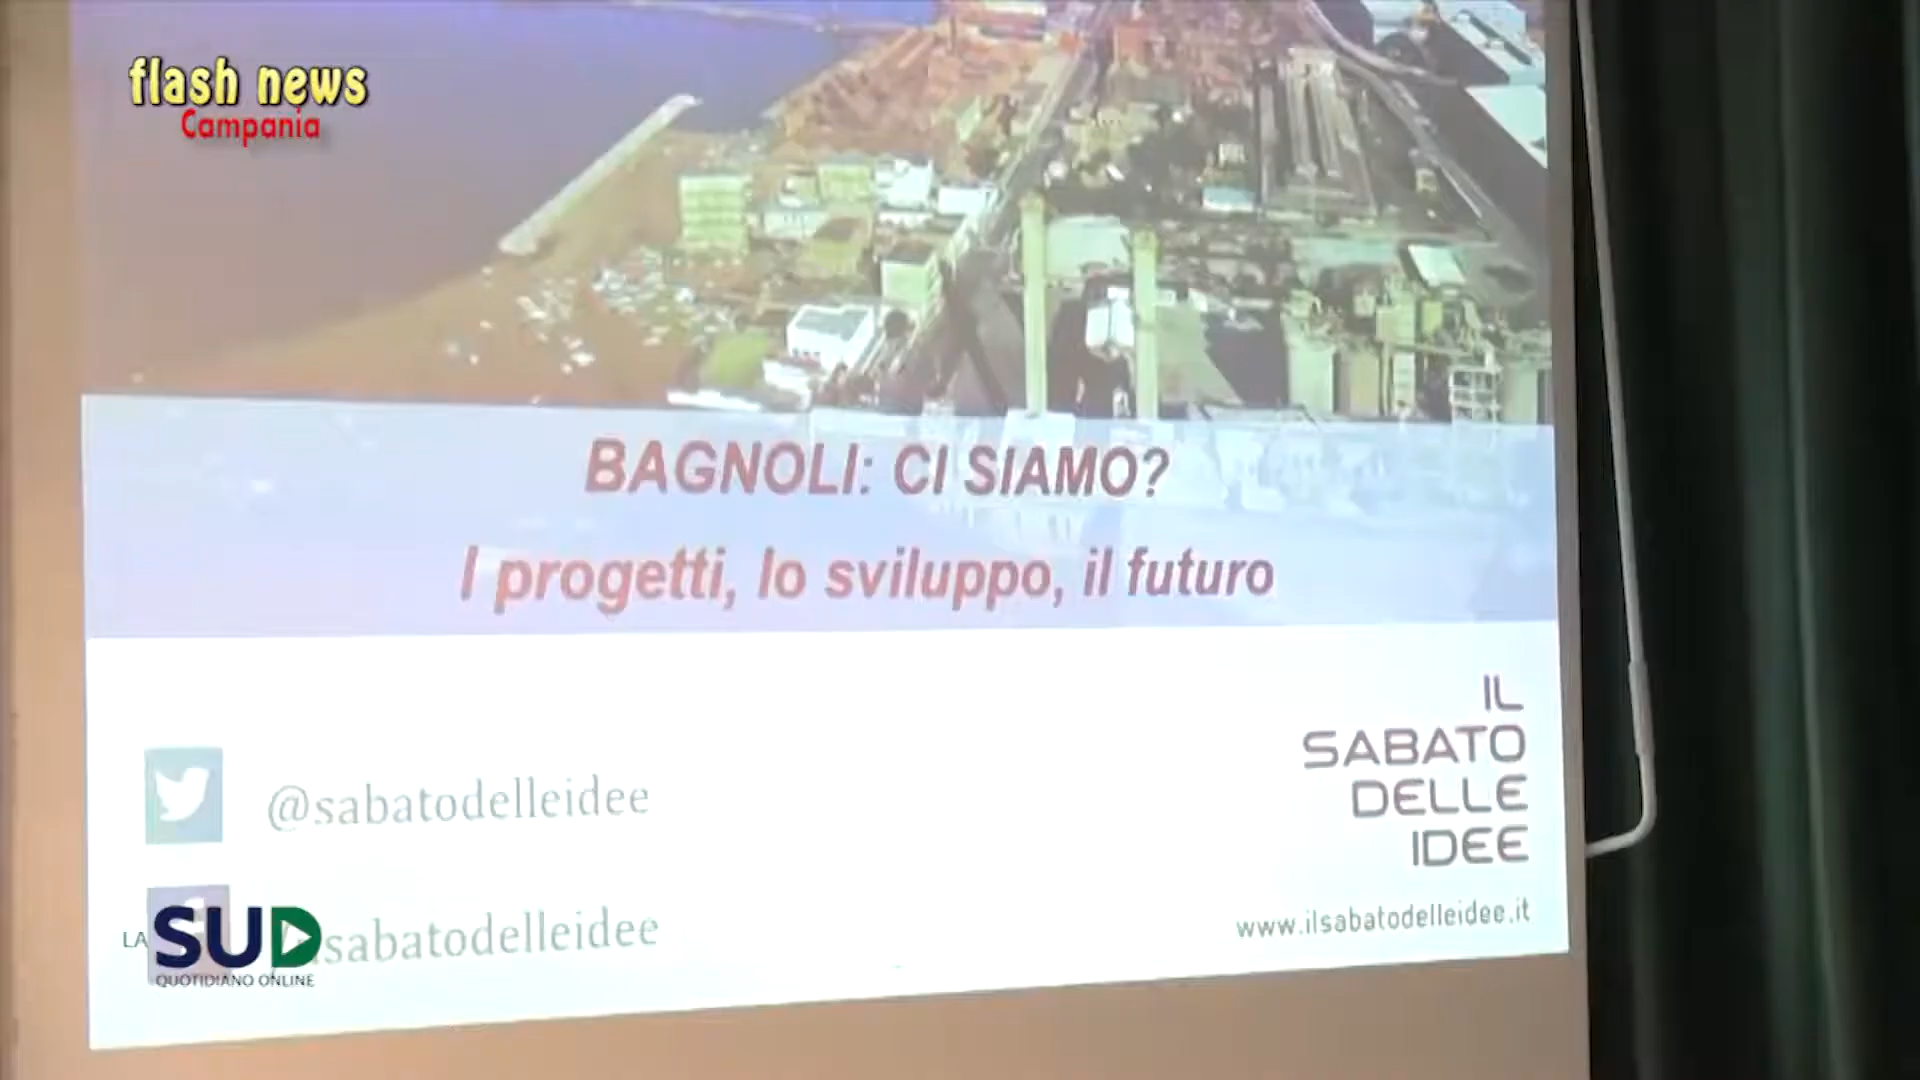 flash news
Campania
BAGNOLI: CI SIAMO?
I progetti, lo sviluppo, il futuro
IL
SABATO
DELLE
IDEE
@sabatodelleidee
sabatodelleidee
www.ilsabatodelleidee.it
LA SUD
QUOTIDIANO ONLINE